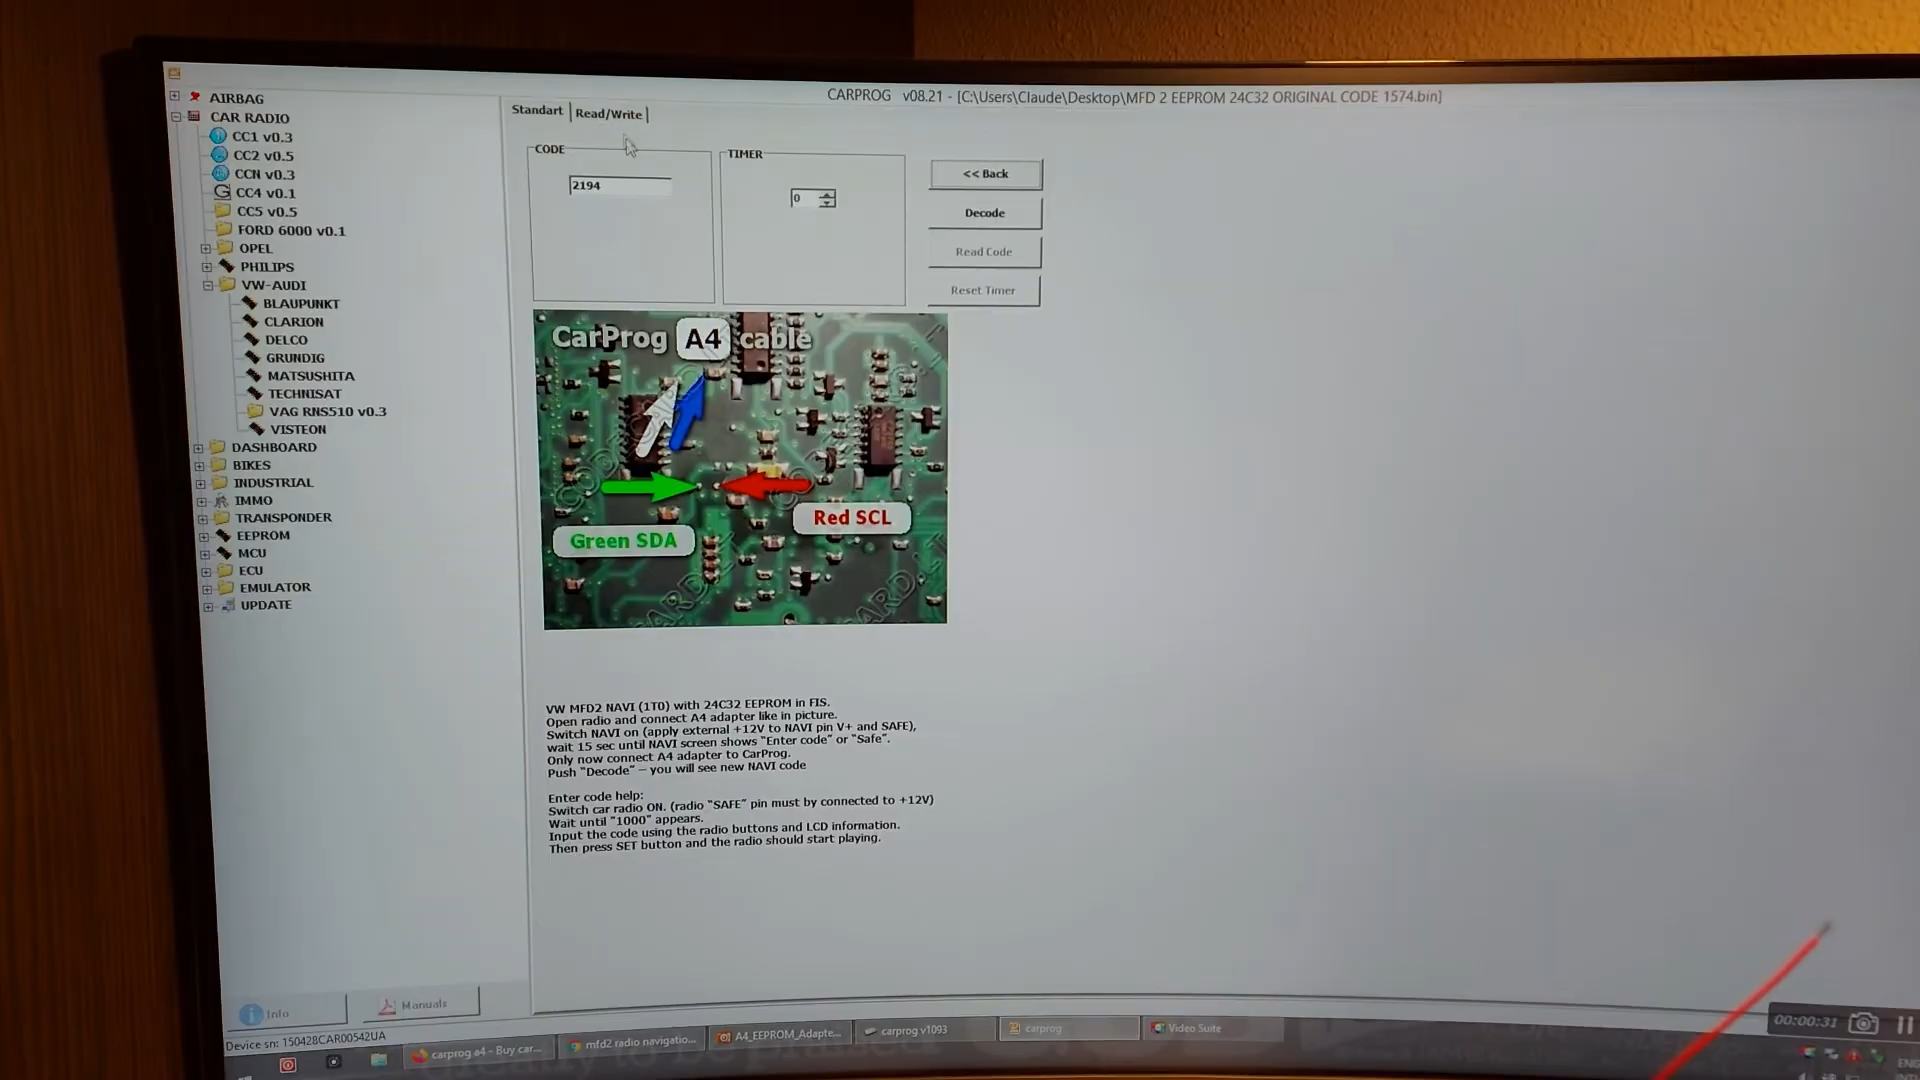 CARPROG v08.21 - [C:\Users\Claude\Desktop\MFD 2 EEPROM 24C32 ORIGINAL CODE 1574.bin]
AIRBAG
CAR RADIO
CC1 v0.3
CC2 v0.5
CCN v0.3
CC4 v0.1
CC5 v0.5
FORD 6000 v0.1
OPEL
PHILIPS
VW-AUDI
BLAUPUNKT
CLARION
DELCO
GRUNDIG
MATSUSHITA
TECHNISAT
VAG RNS510 v0.3
VISTEON
DASHBOARD
BIKES
INDUSTRIAL
IMMO
TRANSPONDER
EEPROM
MCU
ECU
EMULATOR
UPDATE
Info
Manuals
Device sn: 150428CAR00542UA
Standart
Read/Write
CODE
2194
TIMER
0
<< Back
Decode
Read Code
Reset Timer
CarProg A4 cable
Green SDA
Red SCL
VW MFD2 NAVI (1T0) with 24C32 EEPROM in FIS.
Open radio and connect A4 adapter like in picture.
Switch NAVI on (apply external +12V to NAVI pin V+ and SAFE),
wait 15 sec until NAVI screen shows "Enter code" or "Safe".
Only now connect A4 adapter to CarProg.
Push "Decode" – you will see new NAVI code
Enter code help:
Switch car radio ON. (radio "SAFE" pin must by connected to +12V)
Wait until "1000" appears.
Input the code using the radio buttons and LCD information.
Then press SET button and the radio should start playing.
carprog a4 - Buy car...
mfd2 radio navigatio...
A4_EEPROM_Adapte...
carprog v1093
carprog
Video Suite
00:00:31
ENG